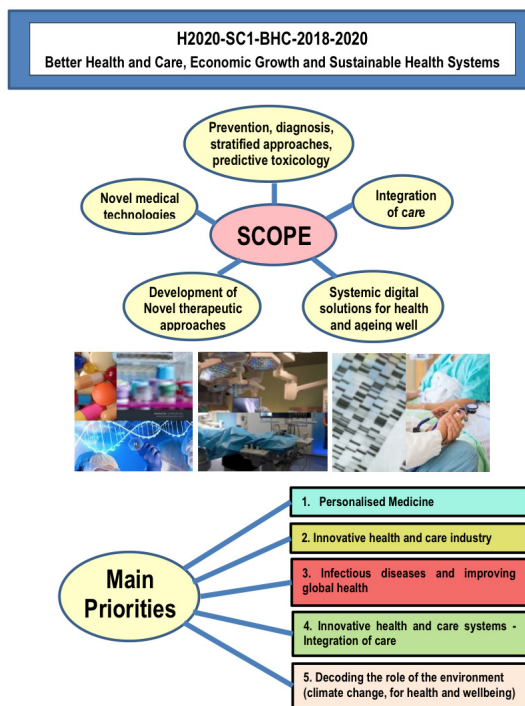 H2020-SC1-BHC-2018-2020
Better Health and Care, Economic Growth and Sustainable Health Systems
Prevention, diagnosis,
stratified approaches,
predictive toxicology
Novel medical
technologies
Integration
of care
SCOPE
Development of
Novel therapeutic
approaches
Systemic digital
solutions for health
and ageing well
Main
Priorities
1. Personalised Medicine
2. Innovative health and care industry
3. Infectious diseases and improving
global health
4. Innovative health and care systems -
Integration of care
5. Decoding the role of the environment
(climate change, for health and wellbeing)